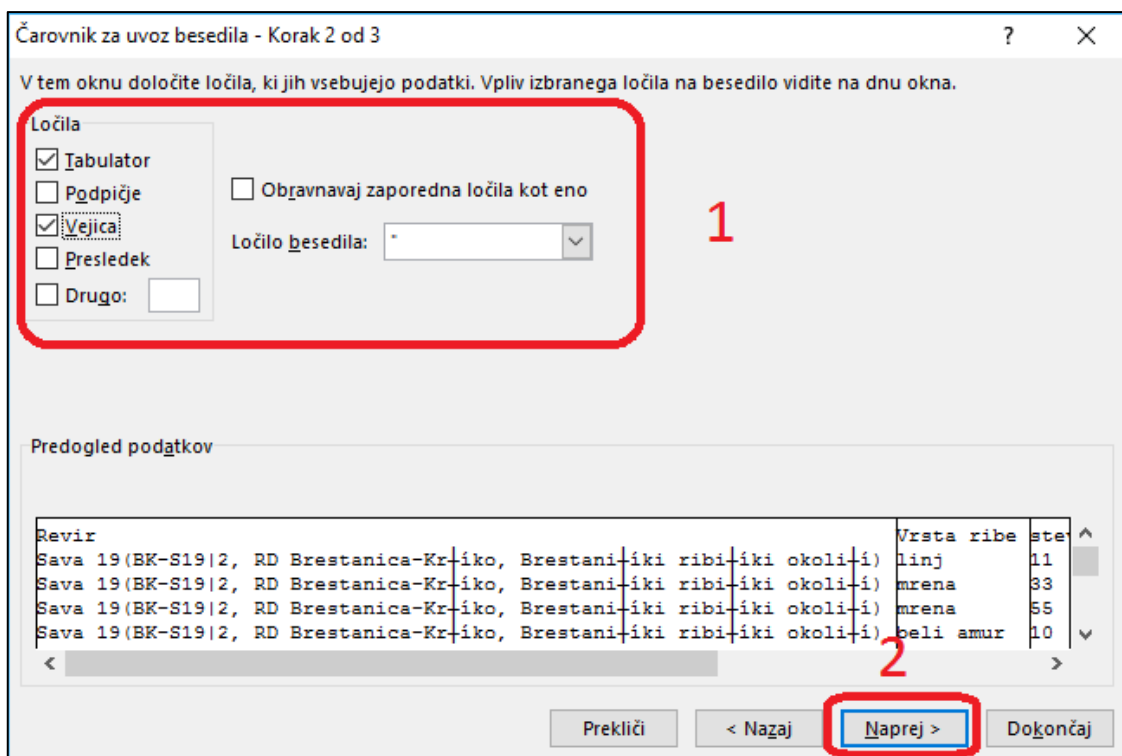 Čarovnik za uvoz besedila - Korak 2 od 3 ?
V tem oknu določite ločila, ki jih vsebujejo podatki. Vpliv izbranega ločila na besedilo vidite na dnu okna.
Ločila
Tabulator
Podpičje
Vejica
Presledek
Drugo:
Obravnavaj zaporedna ločila kot eno
Ločilo besedila: "
1
Predogled podatkov
Revir Vrsta ribe stev
Sava 19(BK-S19|2, RD Brestanica-Kr┼íko, Brestani┼íki ribi┼íki okoli┼í) linj 11
Sava 19(BK-S19|2, RD Brestanica-Kr┼íko, Brestani┼íki ribi┼íki okoli┼í) mrena 33
Sava 19(BK-S19|2, RD Brestanica-Kr┼íko, Brestani┼íki ribi┼íki okoli┼í) mrena 55
Sava 19(BK-S19|2, RD Brestanica-Kr┼íko, Brestani┼íki ribi┼íki okoli┼í) beli amur 10
2
Prekliči < Nazaj Naprej > Dokončaj